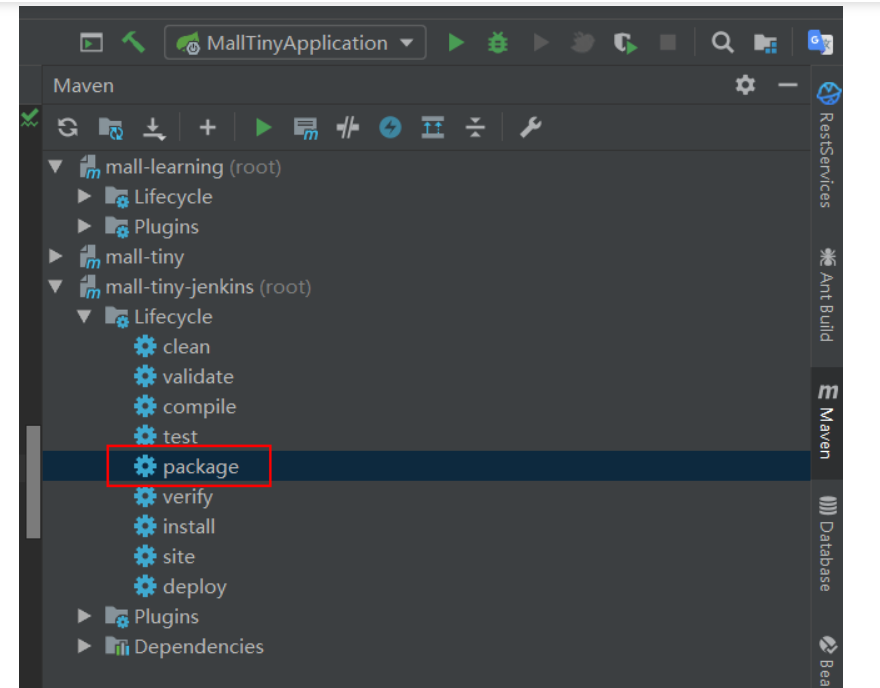 MallTinyApplication
Maven
mall-learning (root)
Lifecycle
Plugins
mall-tiny
mall-tiny-jenkins (root)
Lifecycle
clean
validate
compile
test
package
verify
install
site
deploy
Plugins
Dependencies
RestServices
Ant Build
Maven
Database
Bea